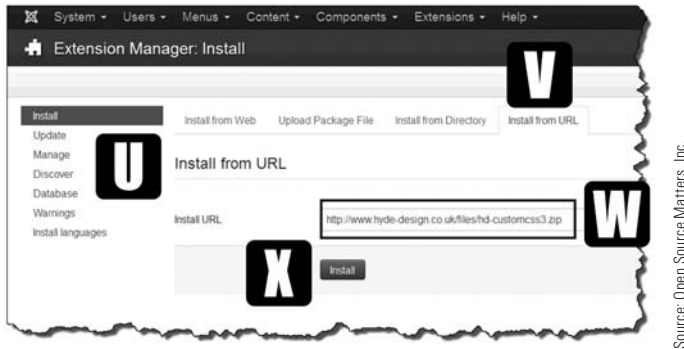 System Users Menus Content Components Extensions Help
Extension Manager: Install
V
Install
Install from Web Upload Package File Install from Directory Install from URL
Update
Manage
U
Discover
Database
Warnings
Install languages
Install from URL
Install URL
http://www.hyde-design.co.uk/files/hd-customcss3.zip
W
X
Install
Source: Open Source Matters, Inc.